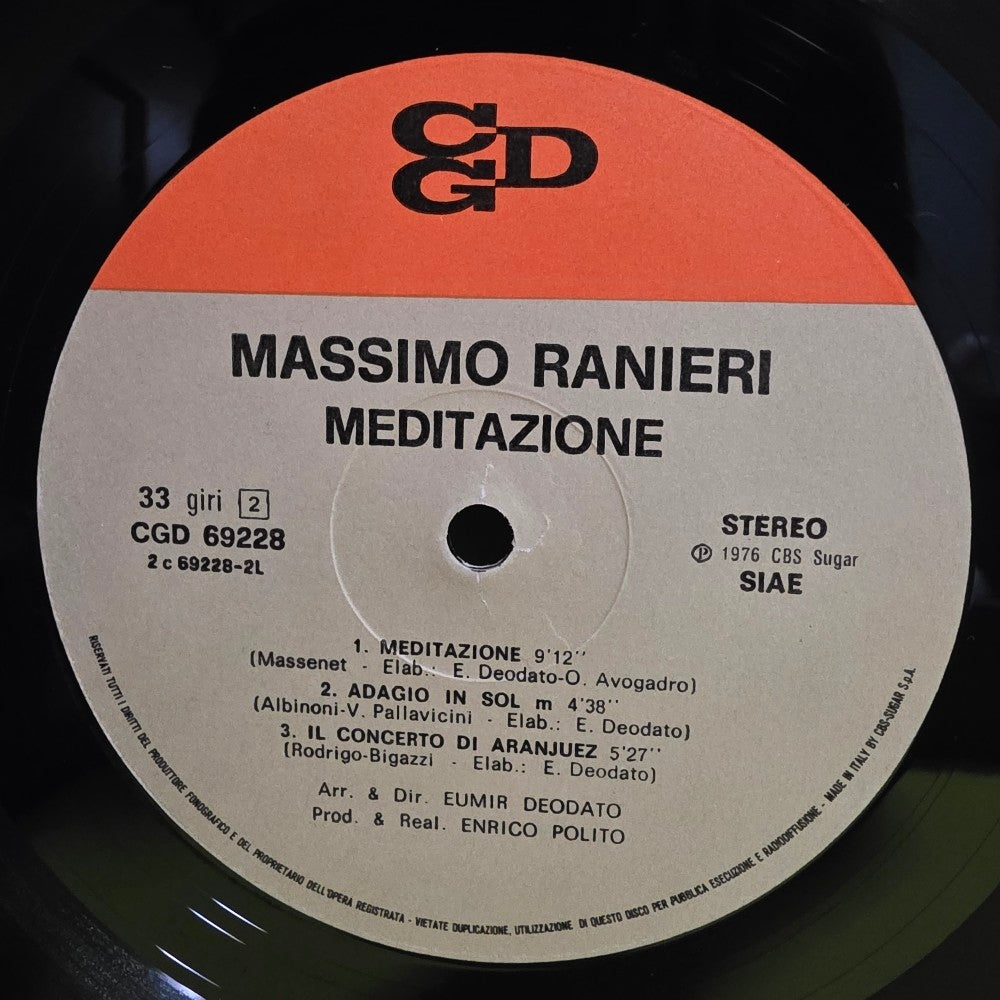 CGD
MASSIMO RANIERI
MEDITAZIONE
33 giri 2
CGD 69228
2 c 69228-2L
STEREO
Ⓟ 1976 CBS Sugar
SIAE
1. MEDITAZIONE 9'12''
(Massenet - Elab.: E. Deodato-O. Avogadro)
2. ADAGIO IN SOL m 4'38''
(Albinoni-V. Pallavicini - Elab.: E. Deodato)
3. IL CONCERTO DI ARANJUEZ 5'27''
(Rodrigo-Bigazzi - Elab.: E. Deodato)
Arr. & Dir. EUMIR DEODATO
Prod. & Real. ENRICO POLITO
RISERVATI TUTTI I DIRITTI DEL PRODUTTORE FONOGRAFICO E DEL PROPRIETARIO DELL'OPERA REGISTRATA - VIETATE DUPLICAZIONE, UTILIZZAZIONE DI QUESTO DISCO PER PUBBLICA ESECUZIONE E RADIODIFFUSIONE - MADE IN ITALY BY CBS-SUGAR S.p.A.